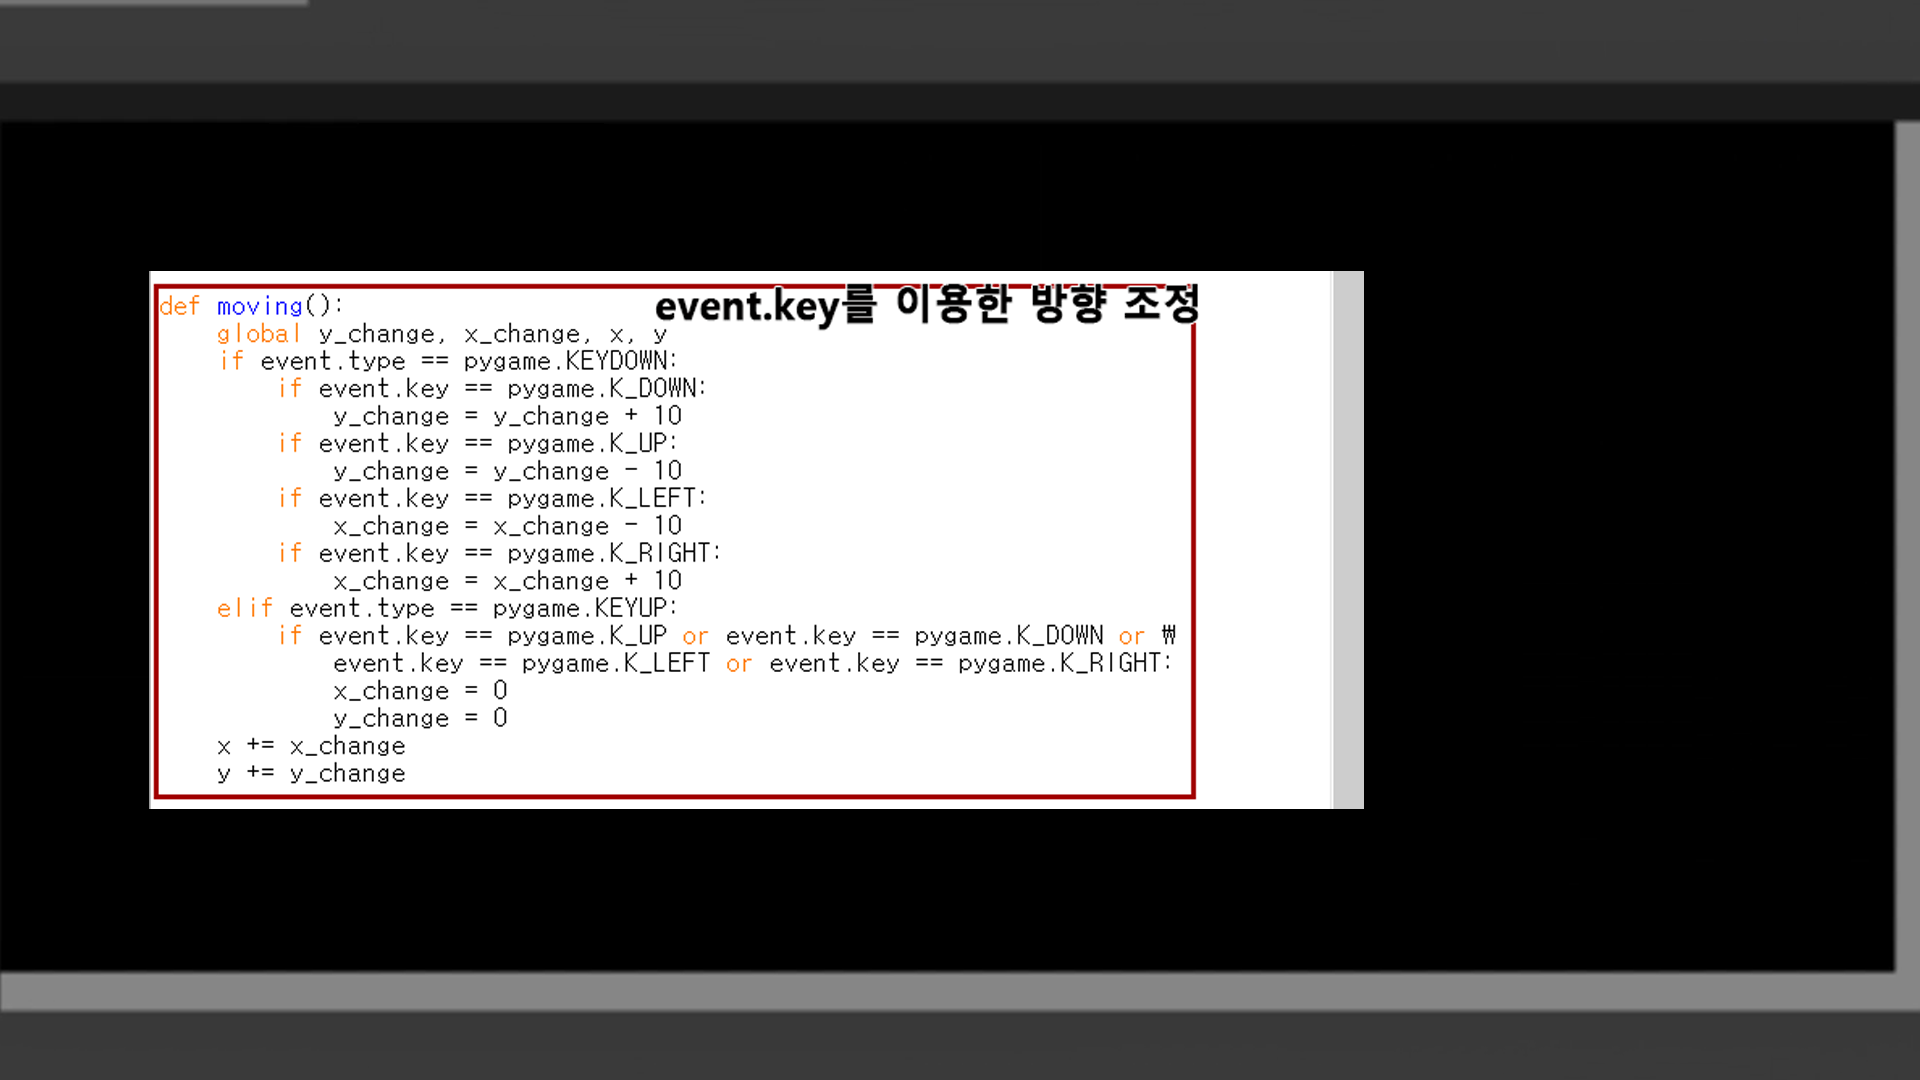 event.key를 이용한 방향 조정
def moving():
    global y_change, x_change, x, y
    if event.type == pygame.KEYDOWN:
        if event.key == pygame.K_DOWN:
            y_change = y_change + 10
        if event.key == pygame.K_UP:
            y_change = y_change - 10
        if event.key == pygame.K_LEFT:
            x_change = x_change - 10
        if event.key == pygame.K_RIGHT:
            x_change = x_change + 10
    elif event.type == pygame.KEYUP:
        if event.key == pygame.K_UP or event.key == pygame.K_DOWN or ₩
            event.key == pygame.K_LEFT or event.key == pygame.K_RIGHT:
            x_change = 0
            y_change = 0
    x += x_change
    y += y_change